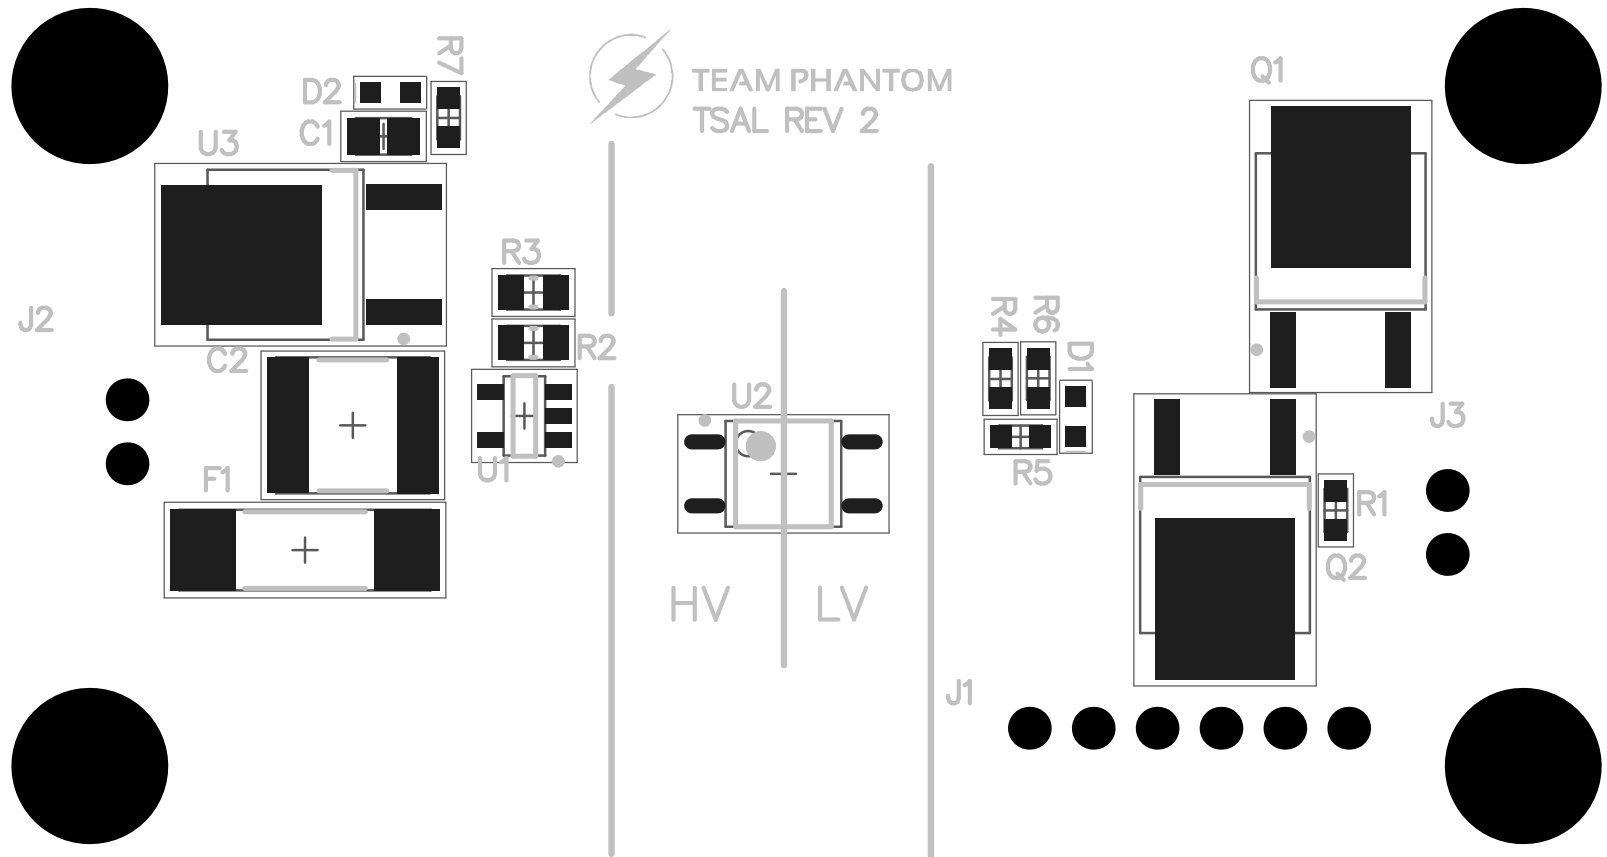 R7
D2
C1
U3
TEAM PHANTOM
TSAL REV 2
Q1
R3
J2
R2
C2
R4
R6
D1
U2
J3
F1
U1
R5
R1
Q2
HV
LV
J1